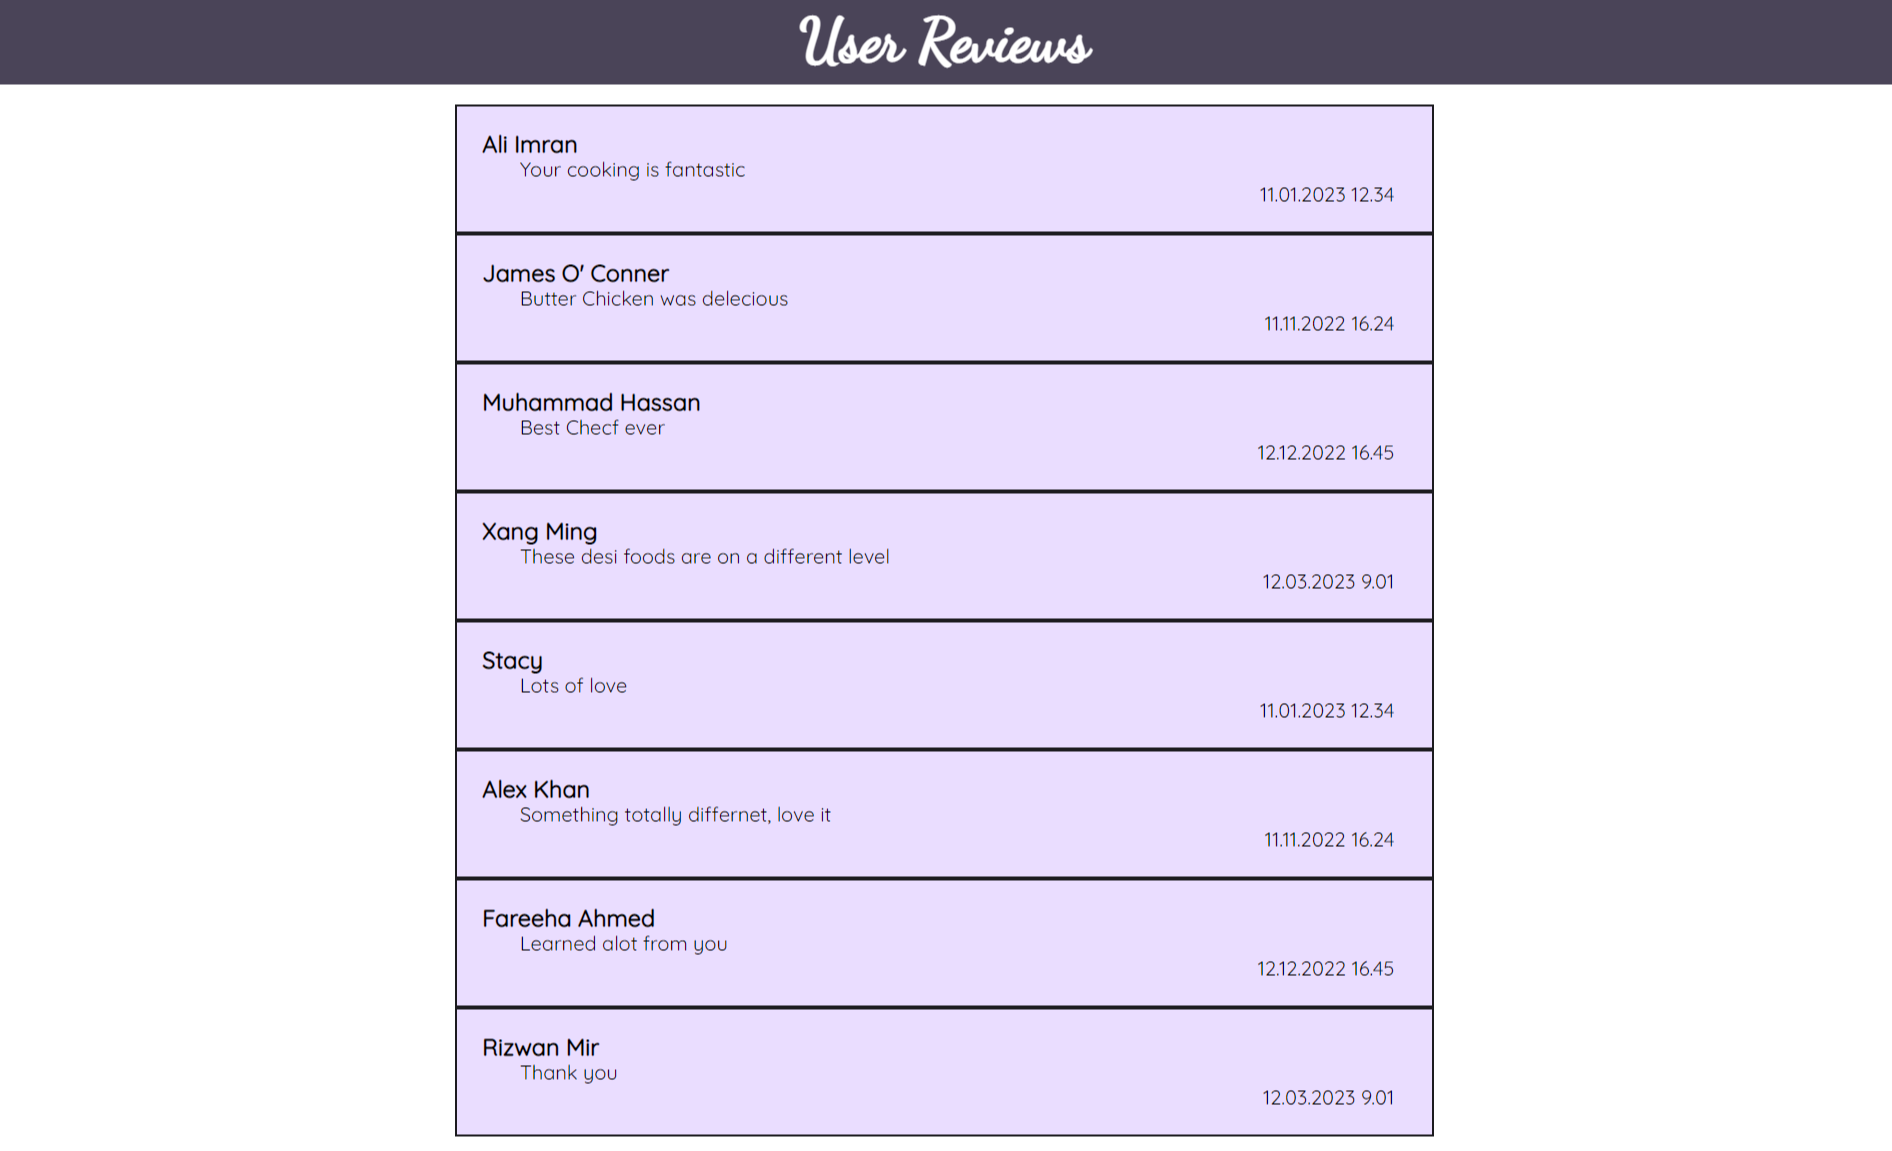 User Reviews
Ali Imran
Your cooking is fantastic
11.01.2023 12.34
James O' Conner
Butter Chicken was delecious
11.11.2022 16.24
Muhammad Hassan
Best Checf ever
12.12.2022 16.45
Xang Ming
These desi foods are on a different level
12.03.2023 9.01
Stacy
Lots of love
11.01.2023 12.34
Alex Khan
Something totally differnet, love it
11.11.2022 16.24
Fareeha Ahmed
Learned alot from you
12.12.2022 16.45
Rizwan Mir
Thank you
12.03.2023 9.01